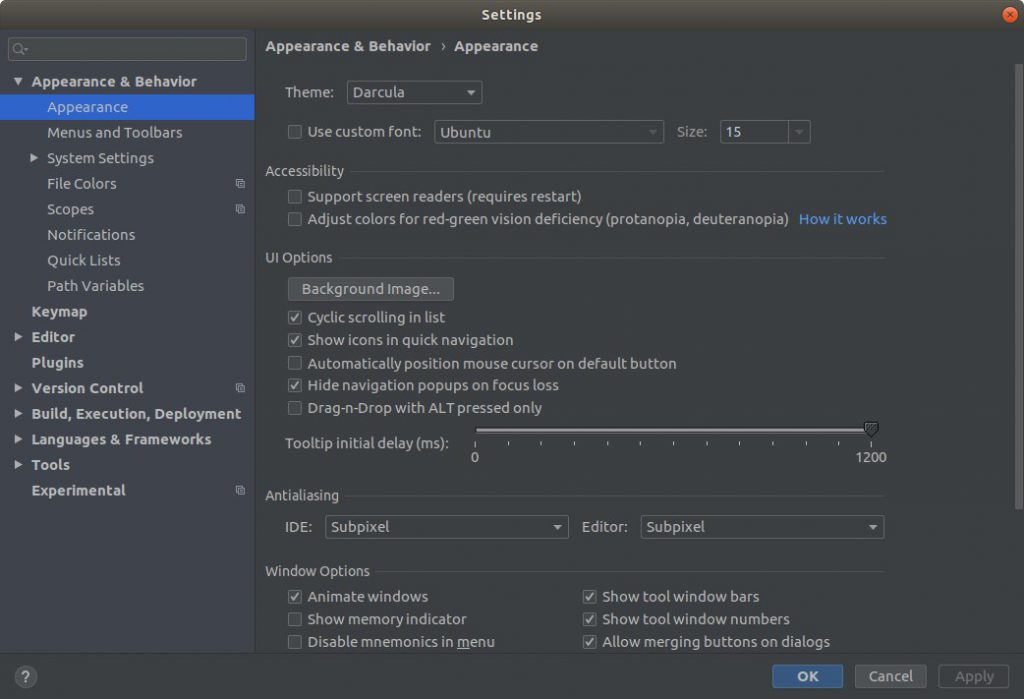 Settings
Appearance & Behavior
Appearance
Menus and Toolbars
System Settings
File Colors
Scopes
Notifications
Quick Lists
Path Variables
Keymap
Editor
Plugins
Version Control
Build, Execution, Deployment
Languages & Frameworks
Tools
Experimental
Appearance & Behavior › Appearance
Theme: Darcula
Use custom font: Ubuntu Size: 15
Accessibility
Support screen readers (requires restart)
Adjust colors for red-green vision deficiency (protanopia, deuteranopia) How it works
UI Options
Background Image...
Cyclic scrolling in list
Show icons in quick navigation
Automatically position mouse cursor on default button
Hide navigation popups on focus loss
Drag-n-Drop with ALT pressed only
Tooltip initial delay (ms):
0 1200
Antialiasing
IDE: Subpixel Editor: Subpixel
Window Options
Animate windows Show tool window bars
Show memory indicator Show tool window numbers
Disable mnemonics in menu Allow merging buttons on dialogs
? OK Cancel Apply